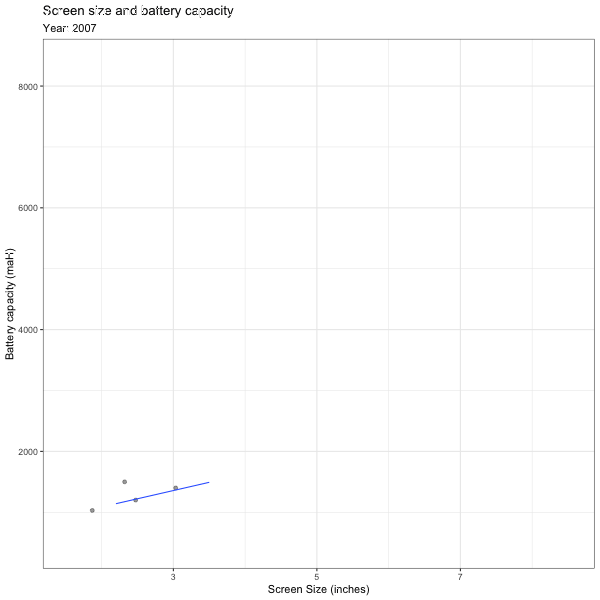 Screen size and battery capacity
Year: 2007
8000
6000
4000
2000
Battery capacity (maH)
3
5
7
Screen Size (inches)